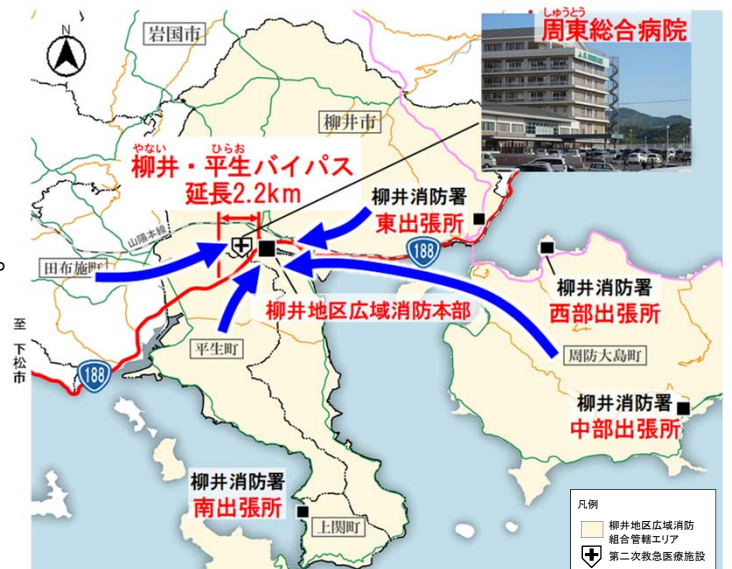 N
岩国市
しゅうとう
周東総合病院
柳井市
やない ひらお
柳井・平生バイパス
延長2.2km
柳井消防署
東出張所
山陽本線
188
田布施町
柳井消防署
西部出張所
柳井地区広域消防本部
至 下松市
平生町
周防大島町
188
柳井消防署
中部出張所
柳井消防署
南出張所
上関町
凡例
柳井地区広域消防
組合管轄エリア
第二次救急医療施設